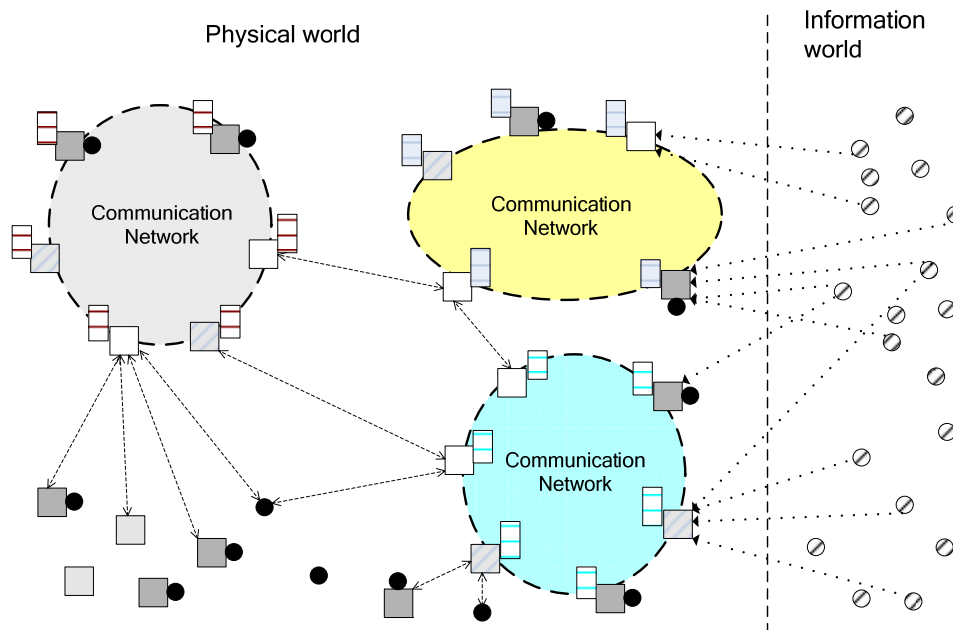 Physical world
Information
world
Communication
Network
Communication
Network
Communication
Network